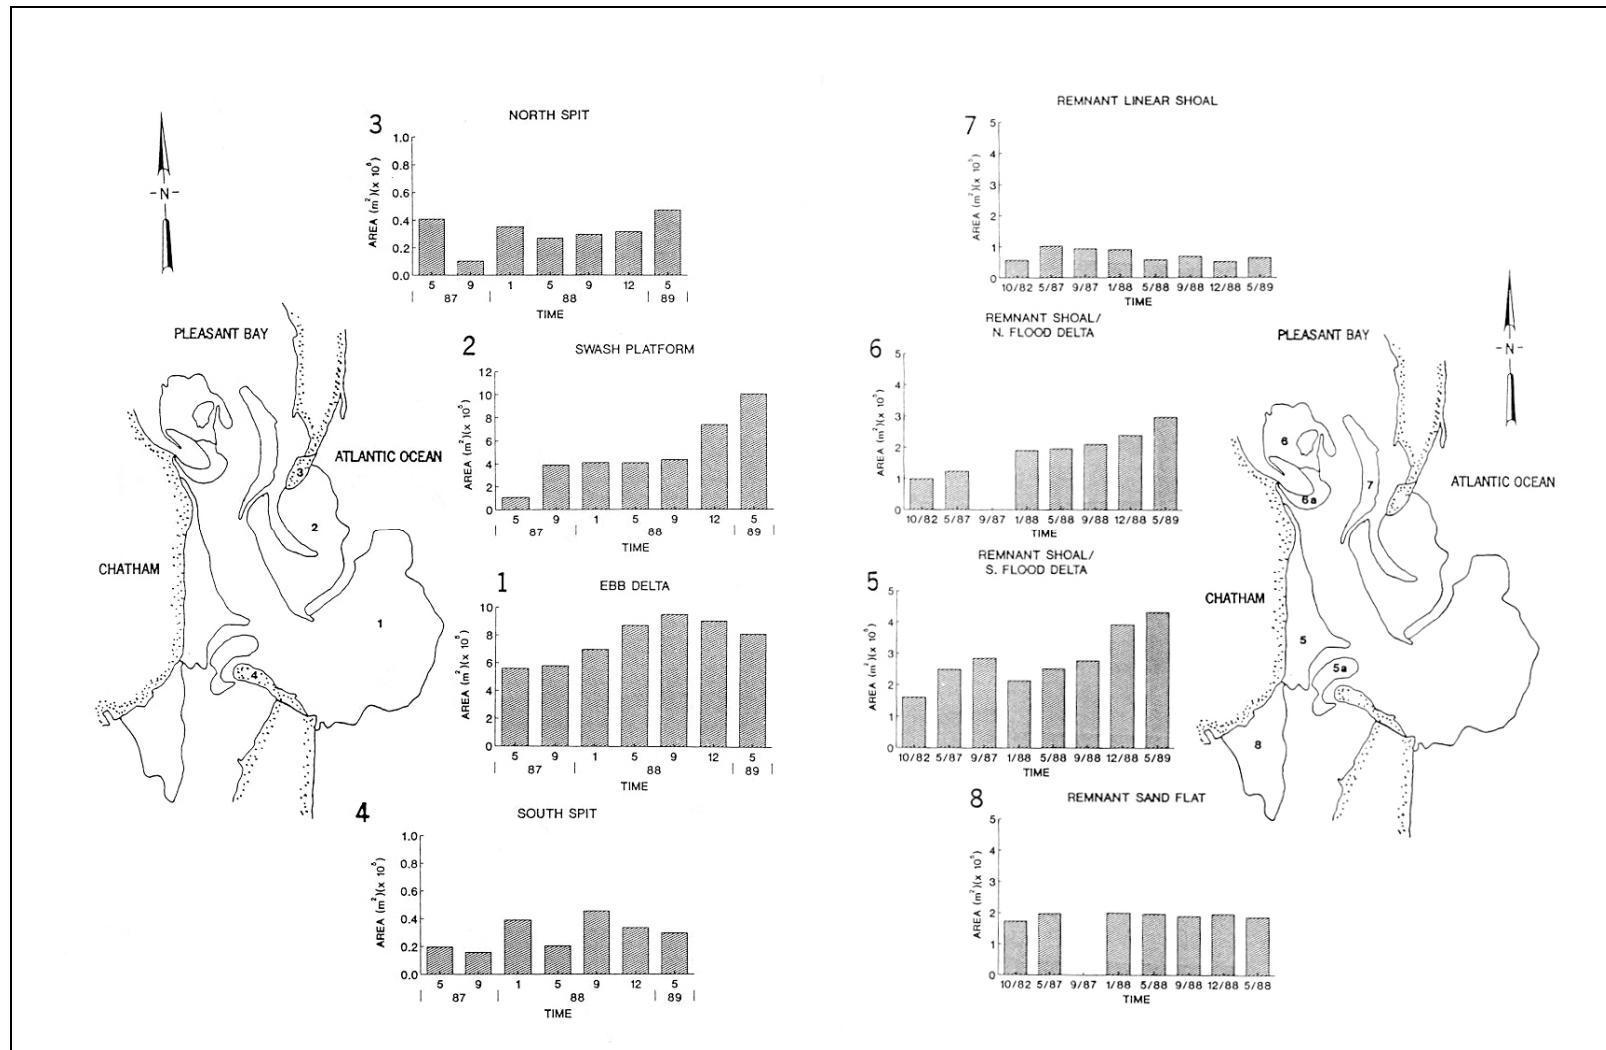 3
NORTH SPIT
AREA (m²)(x 10⁵)
1.0
0.8
0.6
0.4
0.2
0.0
5 9 1 5 9 12 5
87 88 89
TIME
-N-
PLEASANT BAY
ATLANTIC OCEAN
CHATHAM
3
2
1
4
2
SWASH PLATFORM
AREA (m²)(x 10⁵)
12
10
8
6
4
2
0
5 9 1 5 9 12 5
87 88 89
TIME
1
EBB DELTA
AREA (m²)(x 10⁵)
10
8
6
4
2
0
5 9 1 5 9 12 5
87 88 89
TIME
4
SOUTH SPIT
AREA (m²)(x 10⁵)
1.0
0.8
0.6
0.4
0.2
0.0
5 9 1 5 9 12 5
87 88 89
TIME
7
REMNANT LINEAR SHOAL
AREA (m²)(x 10⁵)
5
4
3
2
1
0
10/82 5/87 9/87 1/88 5/88 9/88 12/88 5/89
TIME
6
REMNANT SHOAL/
N. FLOOD DELTA
AREA (m²)(x 10⁵)
5
4
3
2
1
0
10/82 5/87 9/87 1/88 5/88 9/88 12/88 5/89
TIME
5
REMNANT SHOAL/
S. FLOOD DELTA
AREA (m²)(x 10⁵)
5
4
3
2
1
0
10/82 5/87 9/87 1/88 5/88 9/88 12/88 5/89
TIME
8
REMNANT SAND FLAT
AREA (m²)(x 10⁵)
5
4
3
2
1
0
10/82 5/87 9/87 1/88 5/88 9/88 12/88 5/88
TIME
-N-
PLEASANT BAY
ATLANTIC OCEAN
CHATHAM
6
6a
7
5
5a
8